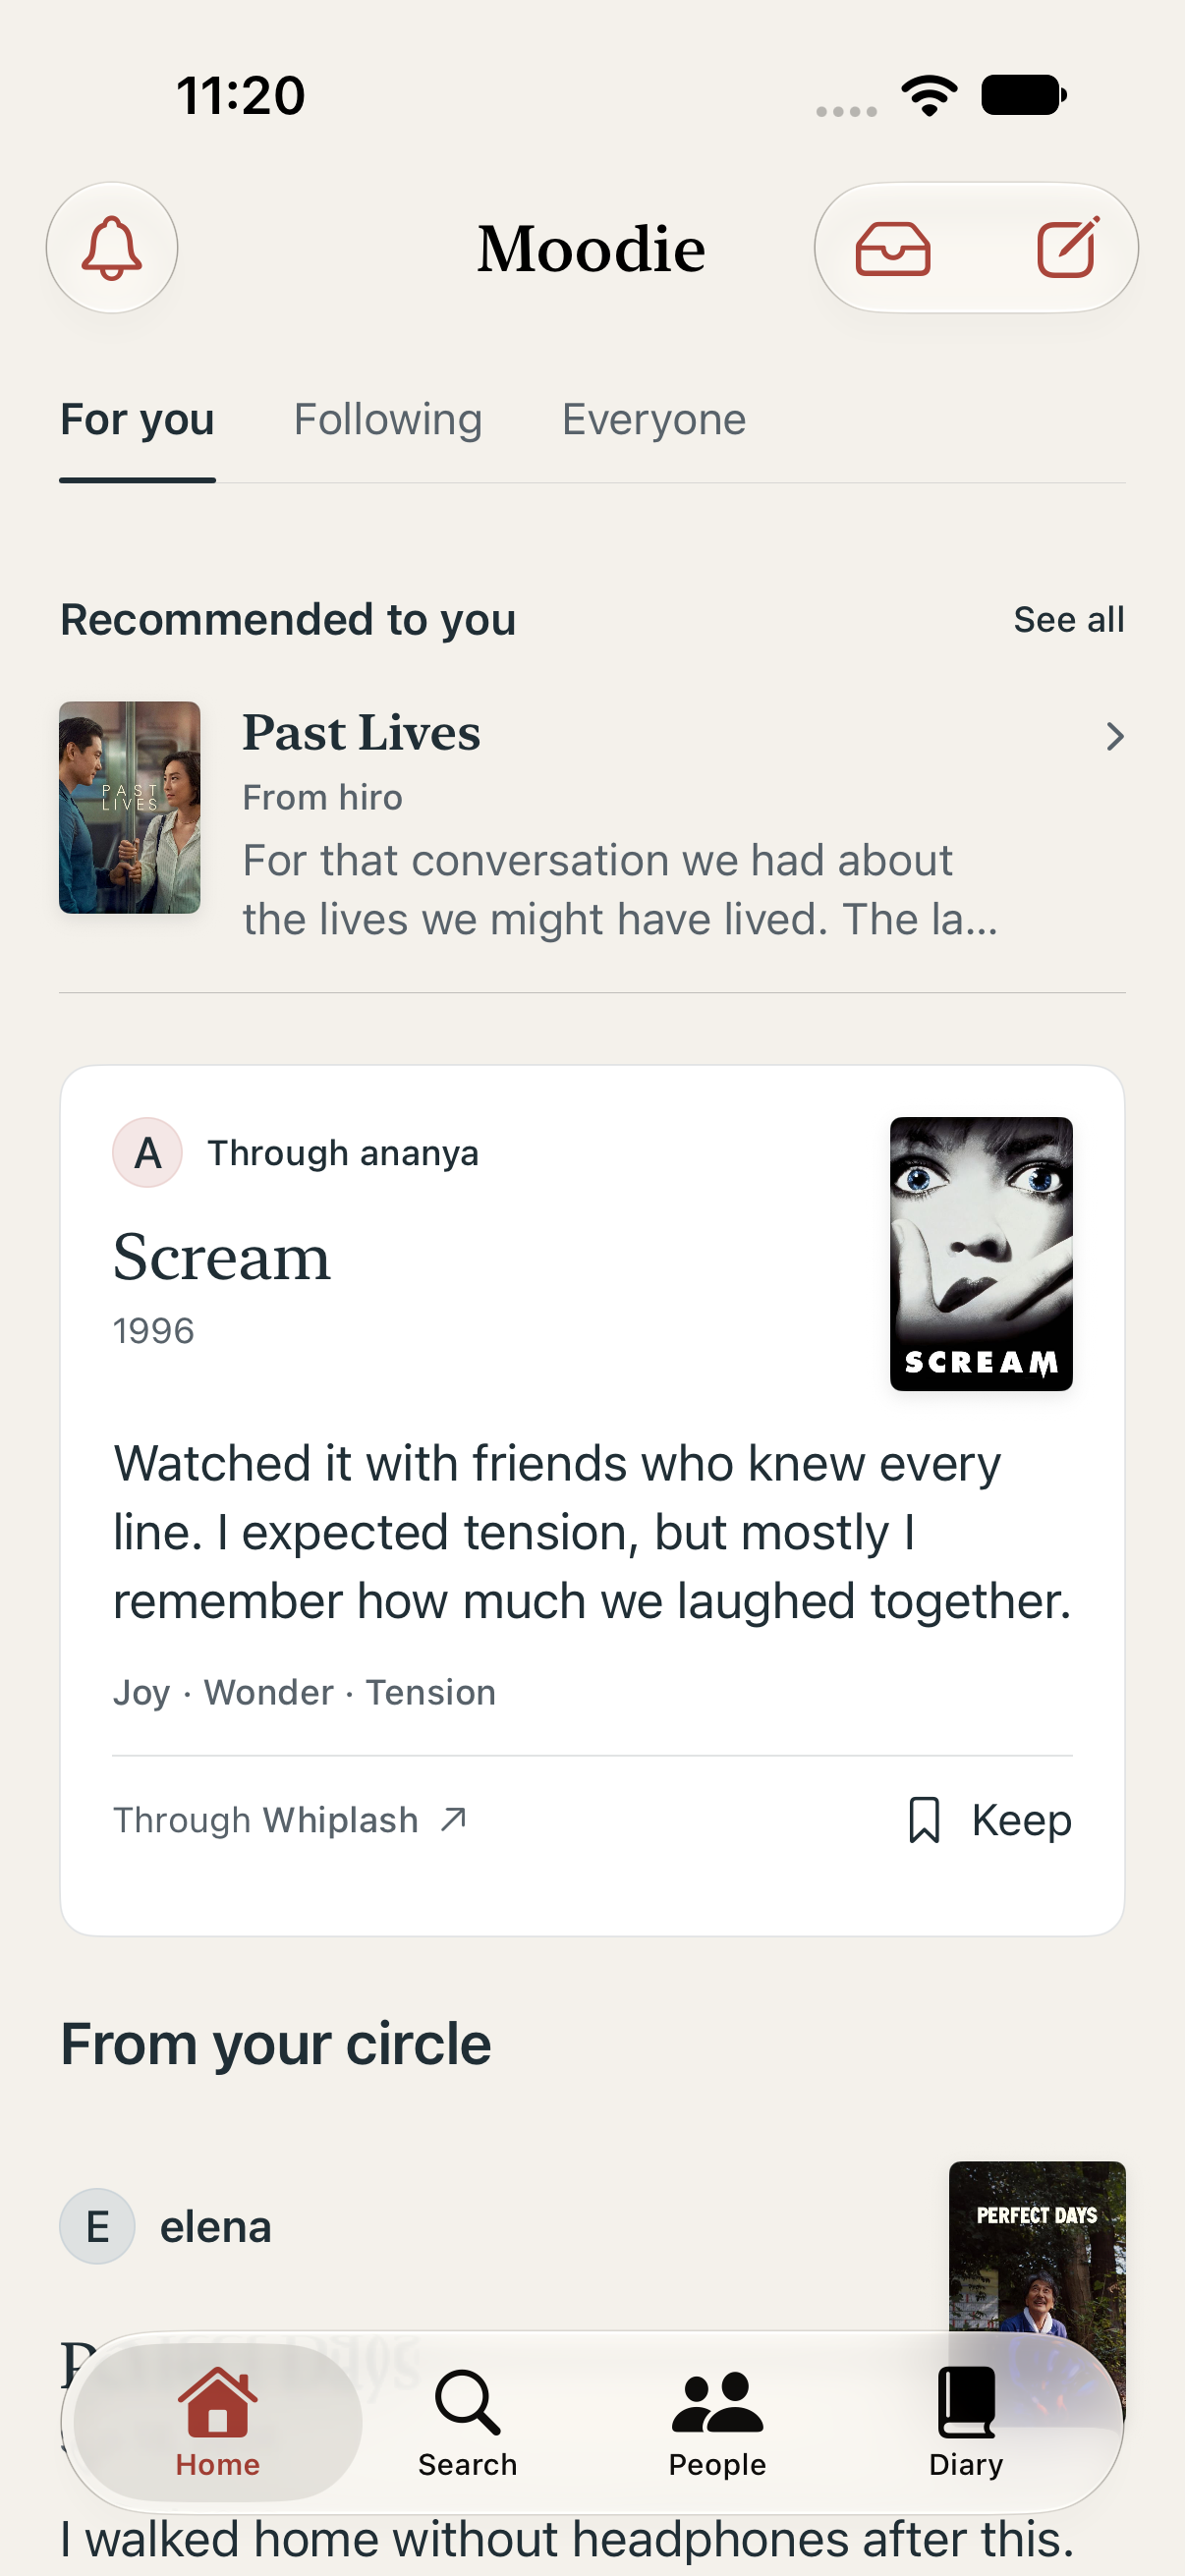 11:20
Moodie
For you
Following
Everyone
Recommended to you
See all
PAST
LIVES
Past Lives
From hiro
For that conversation we had about
the lives we might have lived. The la...
A
Through ananya
Scream
1996
SCREAM
Watched it with friends who knew every
line. I expected tension, but mostly I
remember how much we laughed together.
Joy · Wonder · Tension
Through Whiplash
Keep
From your circle
E
elena
PERFECT DAYS
Home
Search
People
Diary
I walked home without headphones after this.